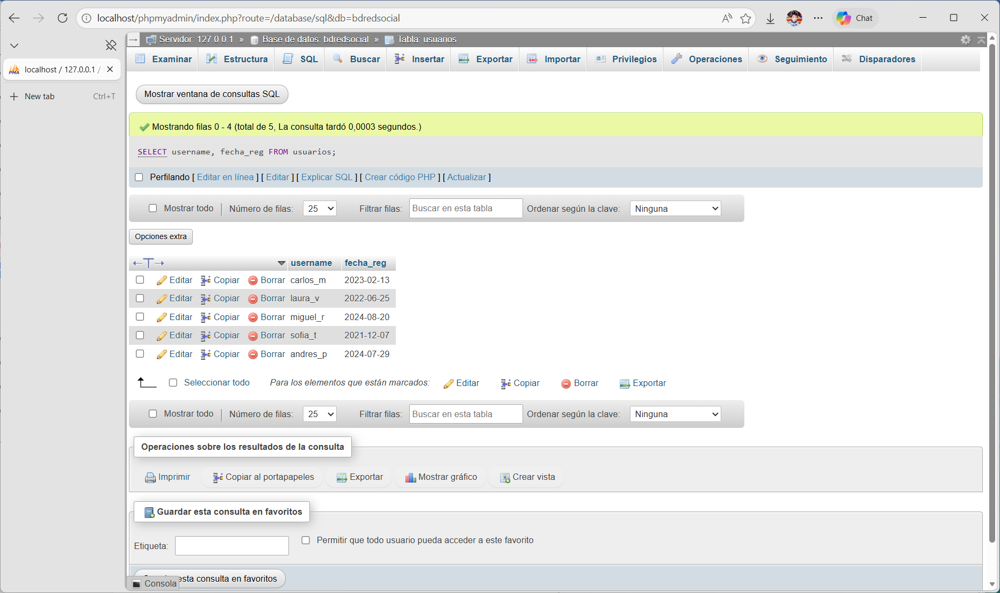 localhost/phpmyadmin/index.php?route=/database/sql&db=bdredsocial
Chat
localhost / 127.0.0.1 /
New tab Ctrl+T
Servidor: 127.0.0.1 » Base de datos: bdredsocial » Tabla: usuarios
Examinar Estructura SQL Buscar Insertar Exportar Importar Privilegios Operaciones Seguimiento Disparadores
Mostrar ventana de consultas SQL
Mostrando filas 0 - 4 (total de 5, La consulta tardó 0,0003 segundos.)
SELECT username, fecha_reg FROM usuarios;
Perfilando [ Editar en línea ] [ Editar ] [ Explicar SQL ] [ Crear código PHP ] [ Actualizar ]
Mostrar todo | Número de filas: 25 Filtrar filas: Buscar en esta tabla Ordenar según la clave: Ninguna
Opciones extra
←T→ username fecha_reg
Editar Copiar Borrar carlos_m 2023-02-13
Editar Copiar Borrar laura_v 2022-06-25
Editar Copiar Borrar miguel_r 2024-08-20
Editar Copiar Borrar sofia_t 2021-12-07
Editar Copiar Borrar andres_p 2024-07-29
Seleccionar todo Para los elementos que están marcados: Editar Copiar Borrar Exportar
Mostrar todo | Número de filas: 25 Filtrar filas: Buscar en esta tabla Ordenar según la clave: Ninguna
Operaciones sobre los resultados de la consulta
Imprimir Copiar al portapapeles Exportar Mostrar gráfico Crear vista
Guardar esta consulta en favoritos
Etiqueta: Permitir que todo usuario pueda acceder a este favorito
esta consulta en favoritos
Consola